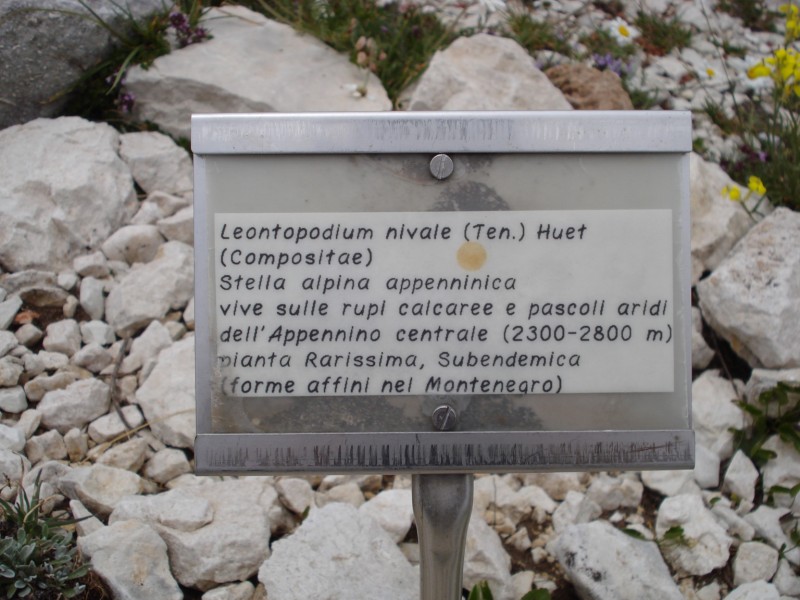 Leontopodium nivale (Ten.) Huet
(Compositae)
Stella alpina appenninica
vive sulle rupi calcaree e pascoli aridi
dell'Appennino centrale (2300-2800 m)
pianta Rarissima, Subendemica
(forme affini nel Montenegro)